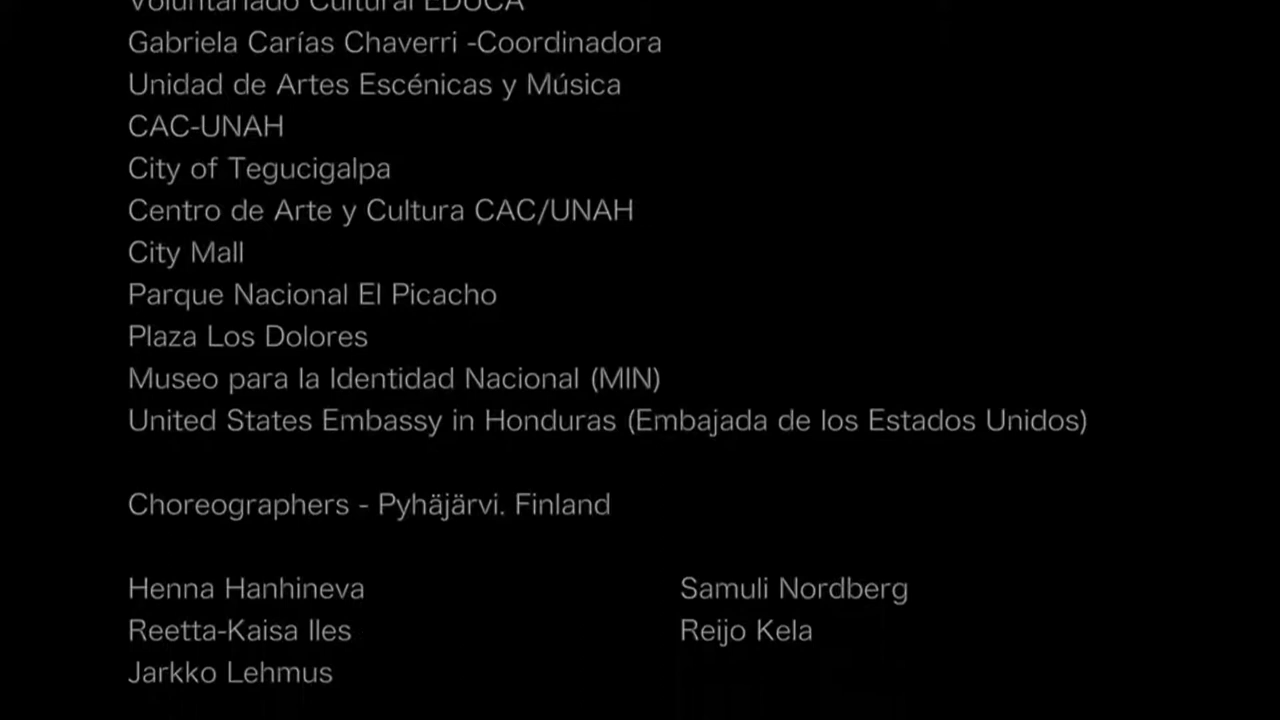 Voluntariado Cultural EDUCA
Gabriela Carías Chaverri -Coordinadora
Unidad de Artes Escénicas y Música
CAC-UNAH
City of Tegucigalpa
Centro de Arte y Cultura CAC/UNAH
City Mall
Parque Nacional El Picacho
Plaza Los Dolores
Museo para la Identidad Nacional (MIN)
United States Embassy in Honduras (Embajada de los Estados Unidos)
Choreographers - Pyhäjärvi. Finland
Henna Hanhineva
Reetta-Kaisa Iles
Jarkko Lehmus
Samuli Nordberg
Reijo Kela